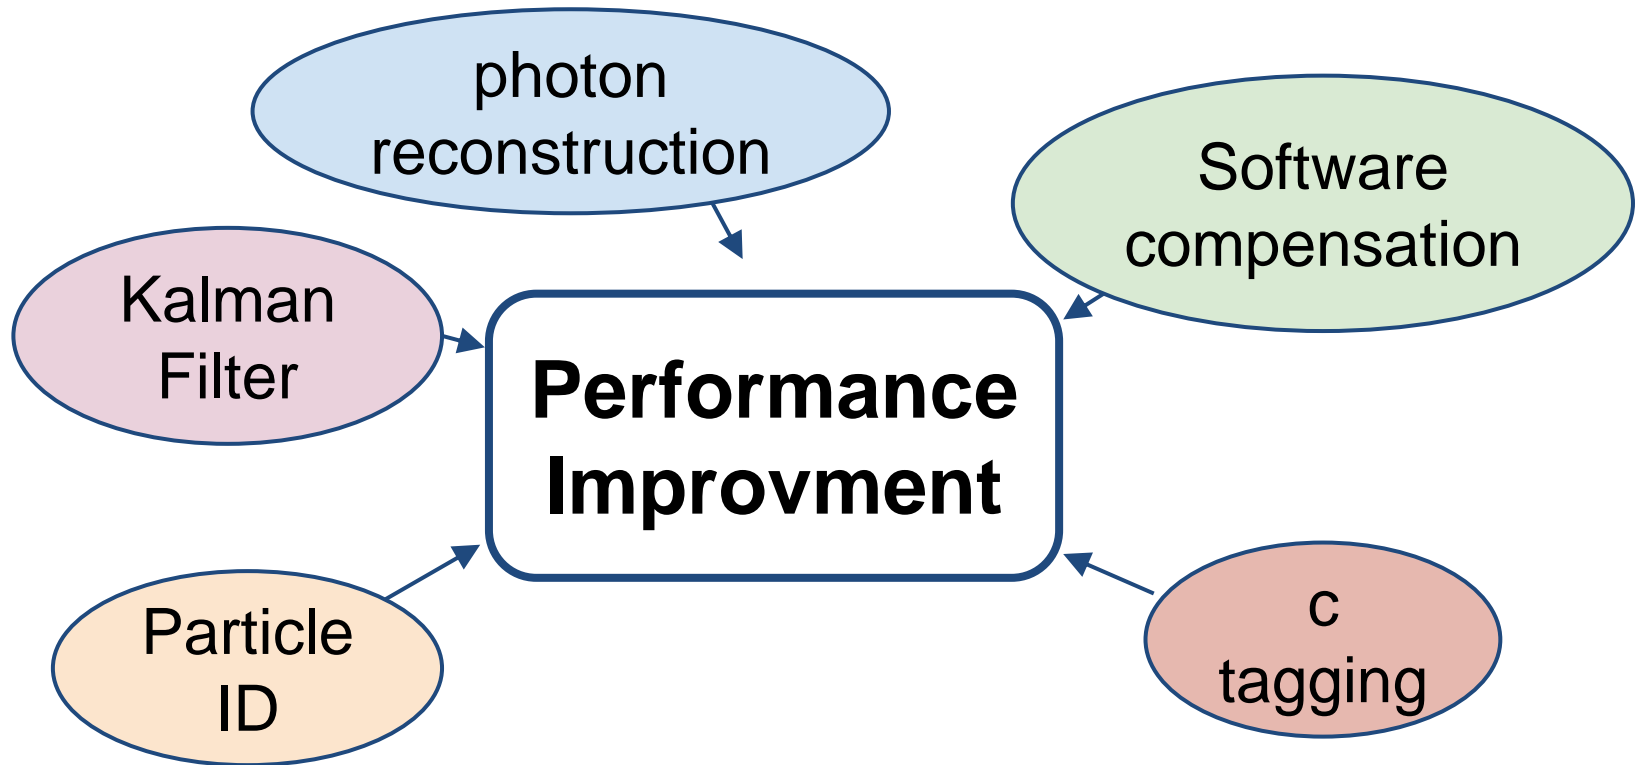 photon
reconstruction
Software
compensation
Kalman
Filter
Performance
Improvment
Particle
ID
c
tagging